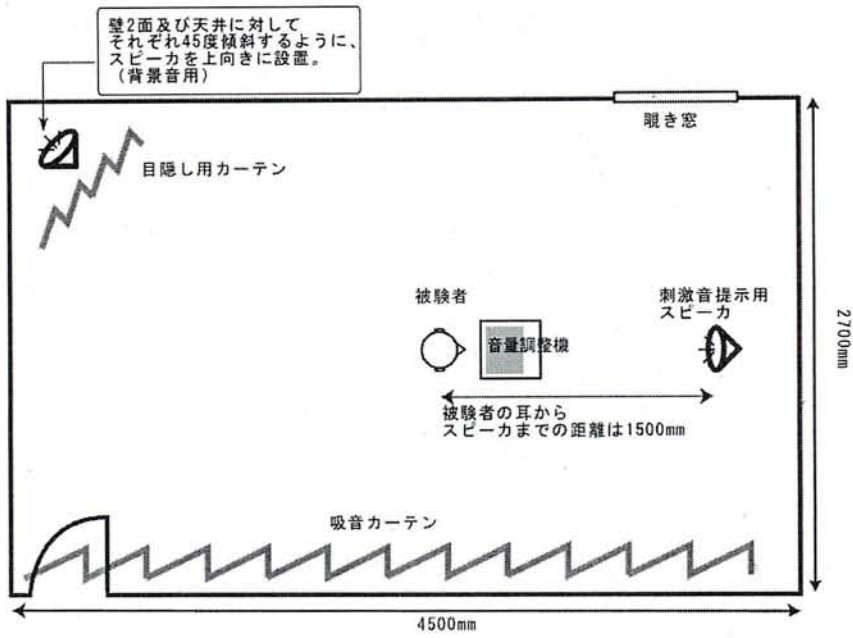 壁2面及び天井に対して
それぞれ45度傾斜するように、
スピーカを上向きに設置。
（背景音用）
覗き窓
目隠し用カーテン
被験者
刺激音提示用
スピーカ
音量調整機
2700mm
被験者の耳から
スピーカまでの距離は1500mm
吸音カーテン
4500mm